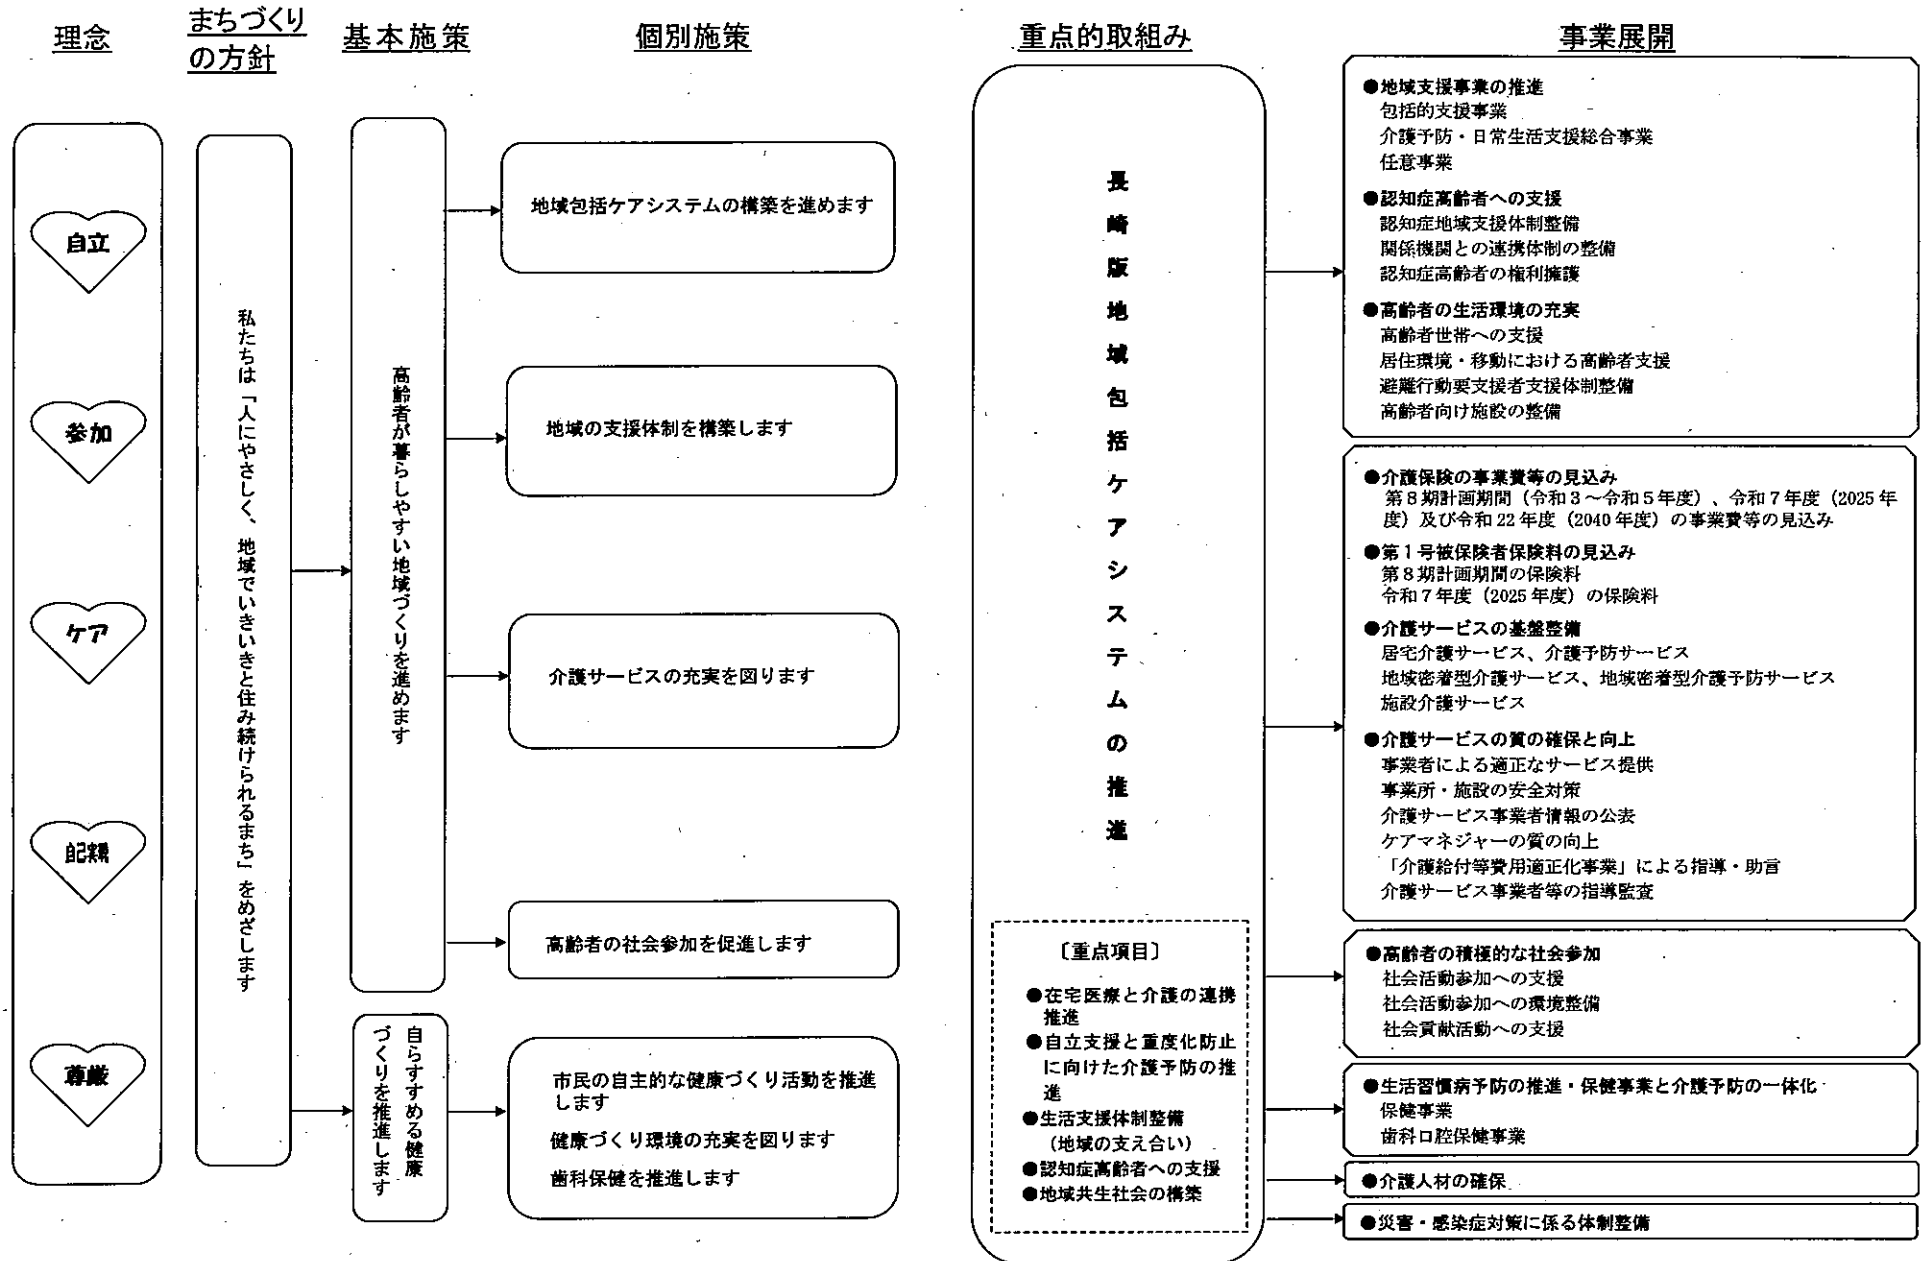 理念
まちづくり
の方針
基本施策
個別施策
重点的取組み
事業展開
自立
参加
ケア
配慮
尊厳
私たちは「人にやさしく、地域でいきいきと住み続けられるまち」をめざします
高齢者が暮らしやすい地域づくりを進めます
自らすすめる健康
づくりを推進します
地域包括ケアシステムの構築を進めます
地域の支援体制を構築します
介護サービスの充実を図ります
高齢者の社会参加を促進します
市民の自主的な健康づくり活動を推進
します
健康づくり環境の充実を図ります
歯科保健を推進します
長崎版地域包括ケアシステムの推進
〔重点項目〕
●在宅医療と介護の連携
推進
●自立支援と重度化防止
に向けた介護予防の推
進
●生活支援体制整備
(地域の支え合い)
●認知症高齢者への支援
●地域共生社会の構築
●地域支援事業の推進
包括的支援事業
介護予防・日常生活支援総合事業
任意事業
●認知症高齢者への支援
認知症地域支援体制整備
関係機関との連携体制の整備
認知症高齢者の権利擁護
●高齢者の生活環境の充実
高齢者世帯への支援
居住環境・移動における高齢者支援
避難行動要支援者支援体制整備
高齢者向け施設の整備
●介護保険の事業費等の見込み
第8期計画期間(令和3～令和5年度)、令和7年度(2025年
度)及び令和22年度(2040年度)の事業費等の見込み
●第1号被保険者保険料の見込み
第8期計画期間の保険料
令和7年度(2025年度)の保険料
●介護サービスの基盤整備
居宅介護サービス、介護予防サービス
地域密着型介護サービス、地域密着型介護予防サービス
施設介護サービス
●介護サービスの質の確保と向上
事業者による適正なサービス提供
事業所・施設の安全対策
介護サービス事業者情報の公表
ケアマネジャーの質の向上
「介護給付等費用適正化事業」による指導・助言
介護サービス事業者等の指導監査
●高齢者の積極的な社会参加
社会活動参加への支援
社会活動参加への環境整備
社会貢献活動への支援
●生活習慣病予防の推進・保健事業と介護予防の一体化
保健事業
歯科口腔保健事業
●介護人材の確保
●災害・感染症対策に係る体制整備